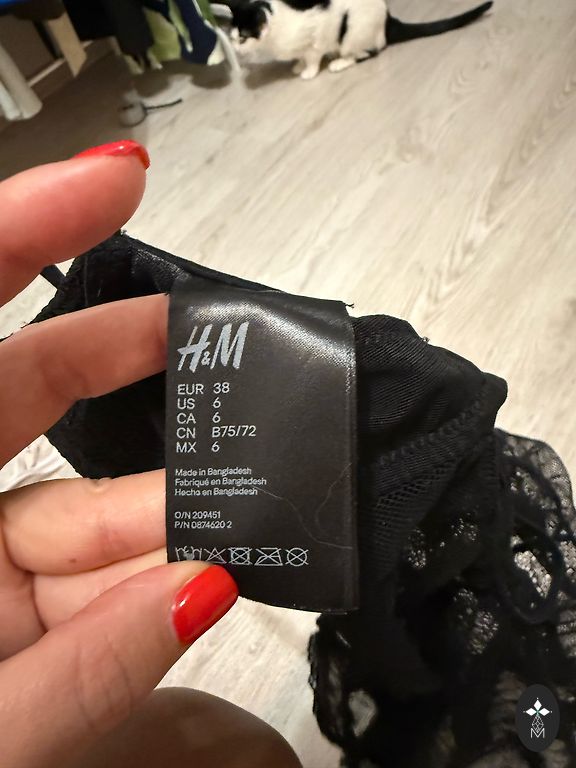 H&M
EUR 38
US 6
CA 6
CN B75/72
MX 6
Made in Bangladesh
Fabriqué en Bangladesh
Hecho en Bangladesh
O/N 209451
P/N 0874620 2
M